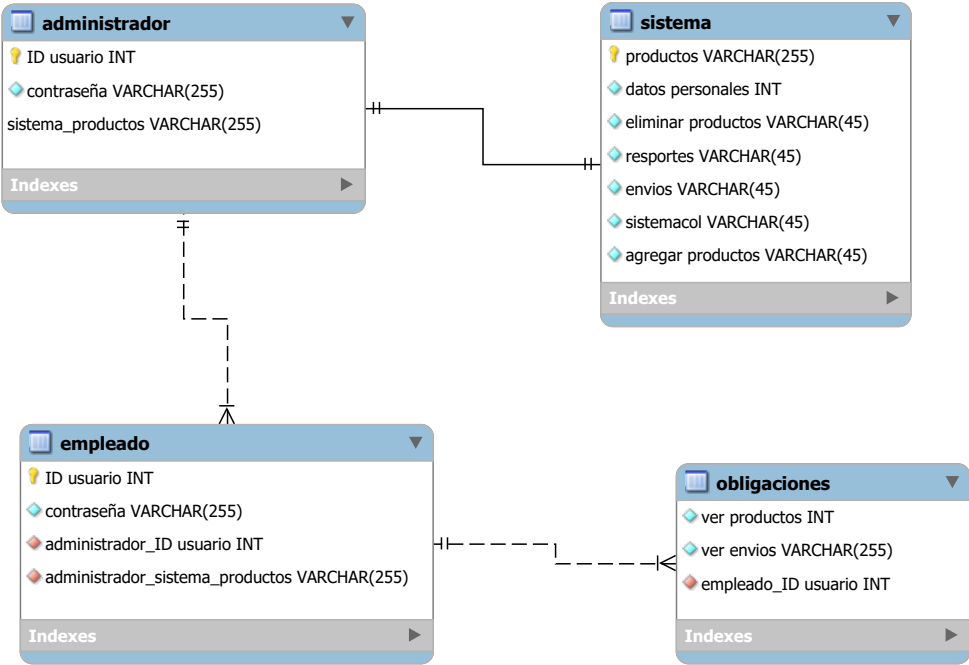 administrador
ID usuario INT
contraseña VARCHAR(255)
sistema_productos VARCHAR(255)
Indexes
sistema
productos VARCHAR(255)
datos personales INT
eliminar productos VARCHAR(45)
resportes VARCHAR(45)
envios VARCHAR(45)
sistemacol VARCHAR(45)
agregar productos VARCHAR(45)
Indexes
empleado
ID usuario INT
contraseña VARCHAR(255)
administrador_ID usuario INT
administrador_sistema_productos VARCHAR(255)
Indexes
obligaciones
ver productos INT
ver envios VARCHAR(255)
empleado_ID usuario INT
Indexes